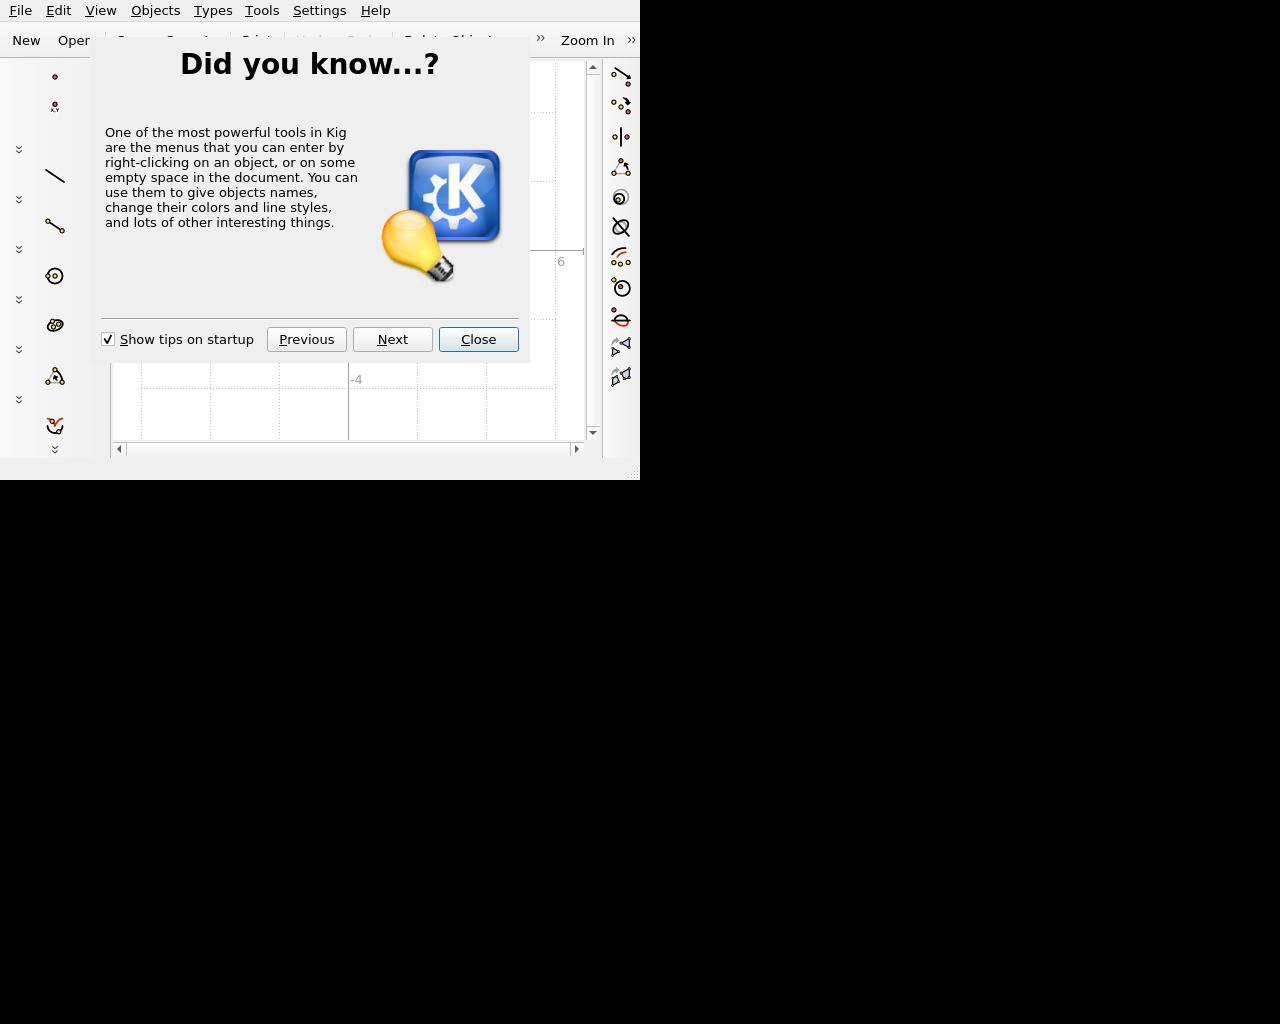 File Edit View Objects Types Tools Settings Help
New Open Zoom In
Did you know...?
One of the most powerful tools in Kig
are the menus that you can enter by
right-clicking on an object, or on some
empty space in the document. You can
use them to give objects names,
change their colors and line styles,
and lots of other interesting things.
6
Show tips on startup Previous Next Close
-4